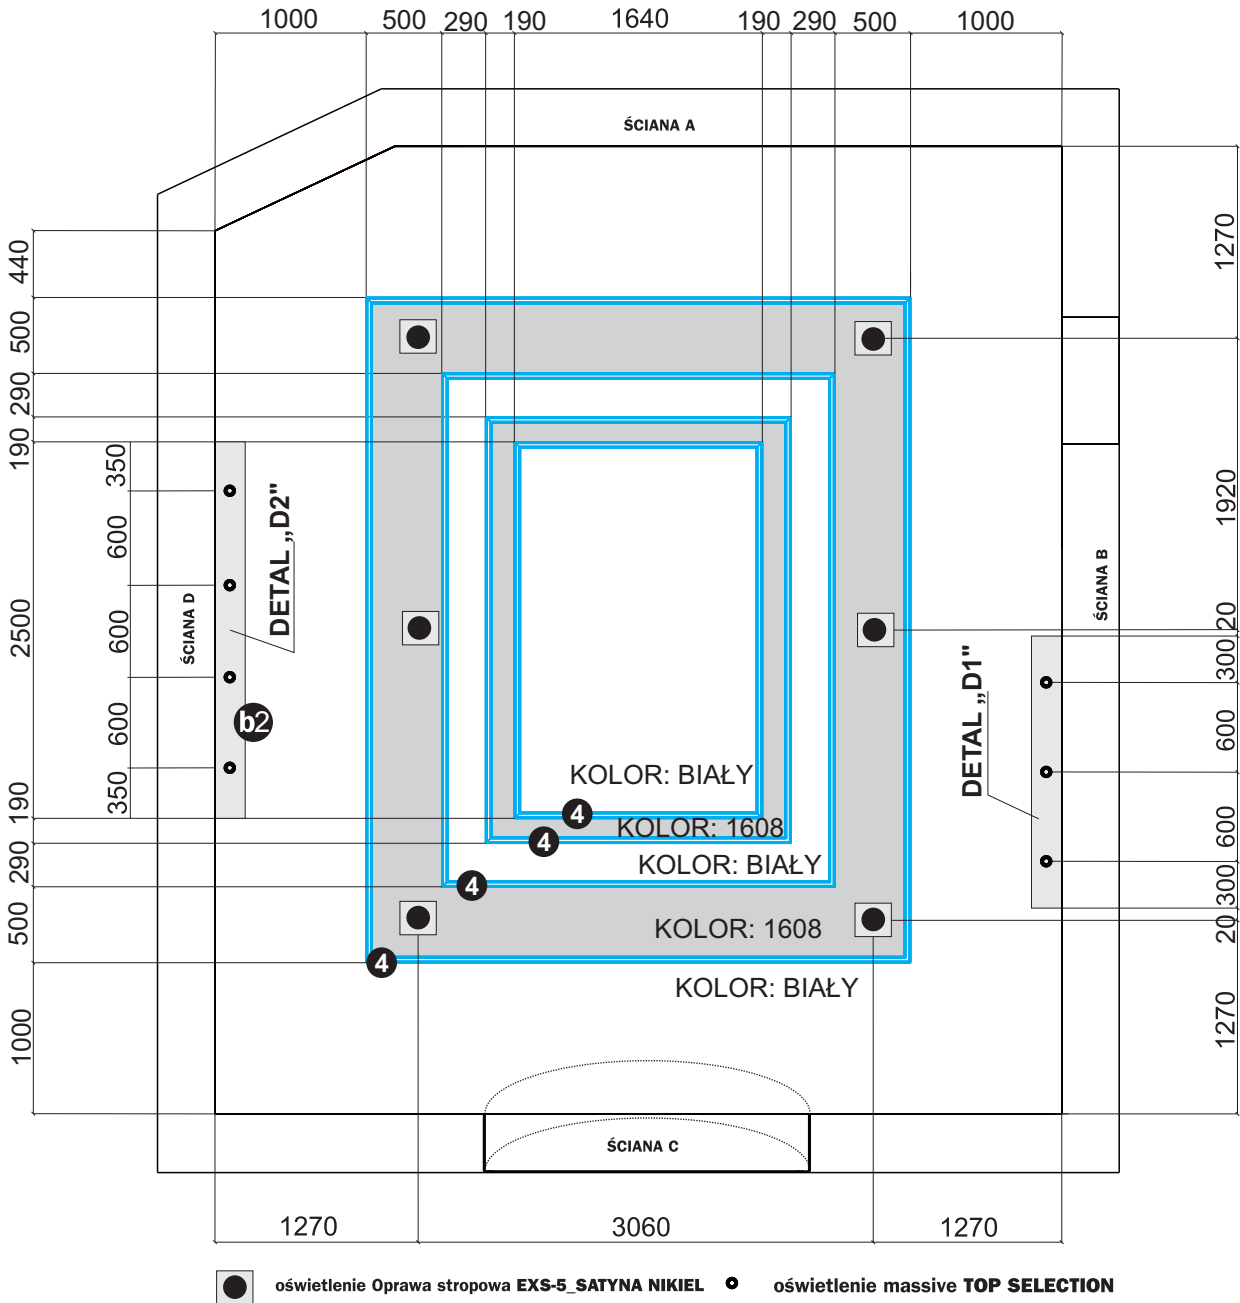 1000 500 290 190 1640 190 290 500 1000
ŚCIANA A
440
500
290
190
2500
190
290
500
1000
350
600
600
600
350
ŚCIANA D
DETAL „D2"
b2
1270
1920
20
300
600
600
300
20
1270
ŚCIANA B
DETAL „D1"
KOLOR: BIAŁY
4
KOLOR: 1608
4
KOLOR: BIAŁY
4
KOLOR: 1608
4
KOLOR: BIAŁY
ŚCIANA C
1270 3060 1270
oświetlenie Oprawa stropowa EXS-5_SATYNA NIKIEL
oświetlenie massive TOP SELECTION